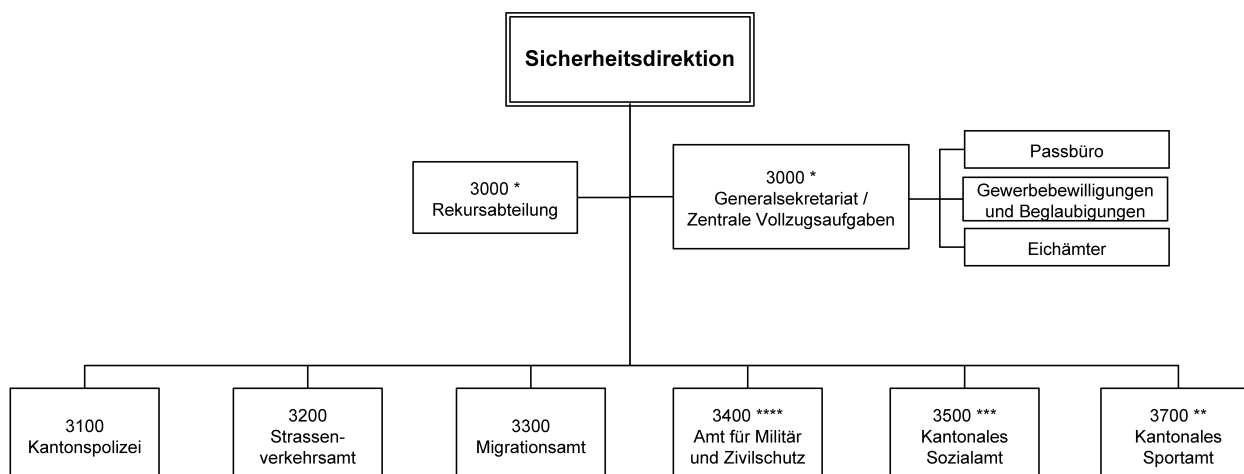 Sicherheitsdirektion
3000 *
Rekursabteilung
3000 *
Generalsekretariat /
Zentrale Vollzugsaufgaben
Passbüro
Gewerbebewilligungen
und Beglaubigungen
Eichämter
3100
Kantonspolizei
3200
Strassen-
verkehrsamt
3300
Migrationsamt
3400 ****
Amt für Militär
und Zivilschutz
3500 ***
Kantonales
Sozialamt
3700 **
Kantonales
Sportamt